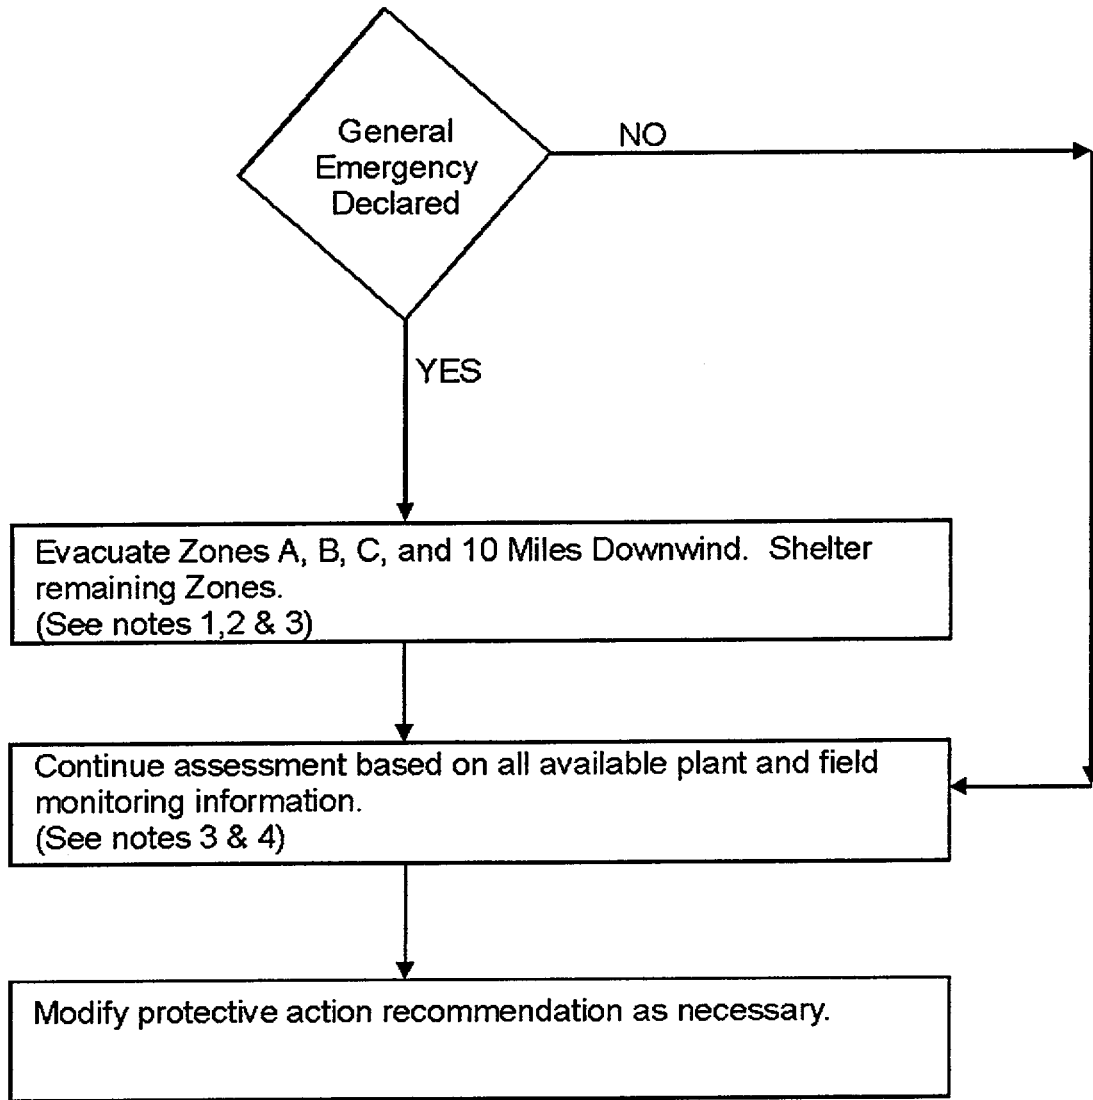 General
Emergency
Declared
NO
YES
Evacuate Zones A, B, C, and 10 Miles Downwind.  Shelter
remaining Zones.
(See notes 1,2 & 3)
Continue assessment based on all available plant and field
monitoring information.
(See notes 3 & 4)
Modify protective action recommendation as necessary.